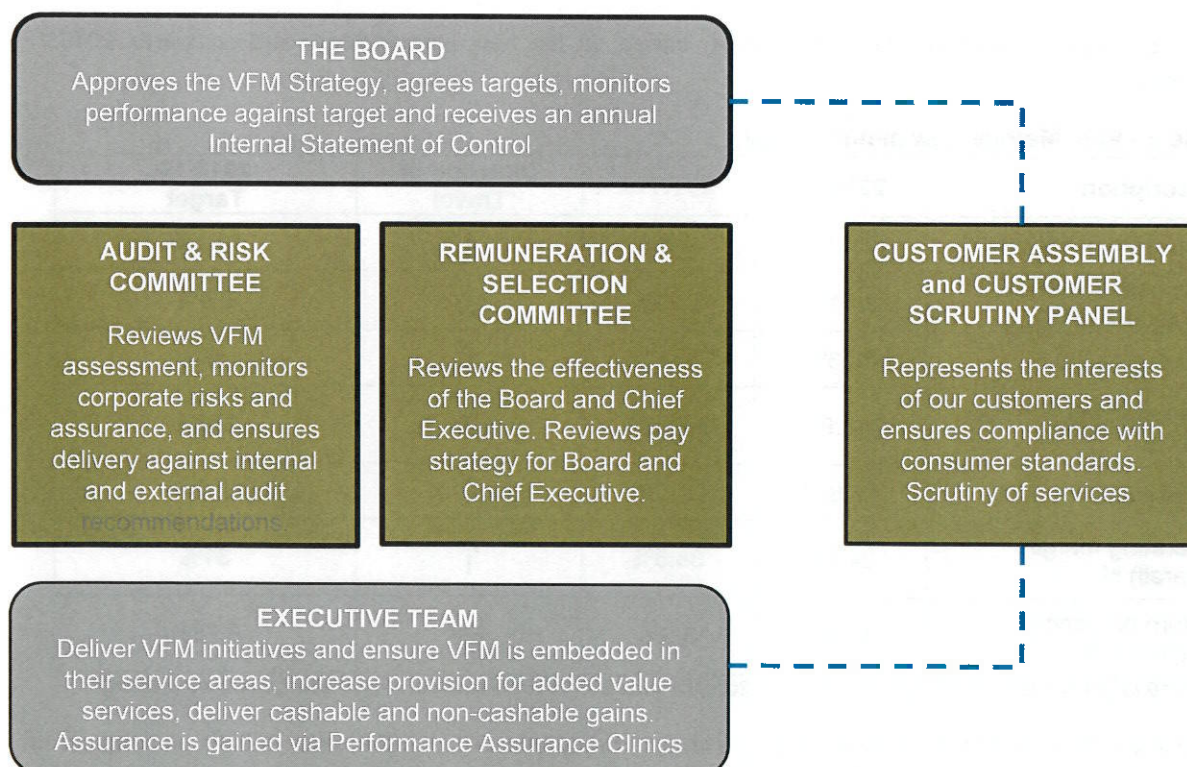 THE BOARD
Approves the VFM Strategy, agrees targets, monitors
performance against target and receives an annual
Internal Statement of Control
Target
AUDIT & RISK
COMMITTEE
Reviews VFM
assessment, monitors
corporate risks and
assurance, and ensures
delivery against internal
and external audit
recommendations.
REMUNERATION &
SELECTION
COMMITTEE
Reviews the effectiveness
of the Board and Chief
Executive. Reviews pay
strategy for Board and
Chief Executive.
CUSTOMER ASSEMBLY
and CUSTOMER
SCRUTINY PANEL
Represents the interests
of our customers and
ensures compliance with
consumer standards.
Scrutiny of services
EXECUTIVE TEAM
Deliver VFM initiatives and ensure VFM is embedded in
their service areas, increase provision for added value
services, deliver cashable and non-cashable gains.
Assurance is gained via Performance Assurance Clinics